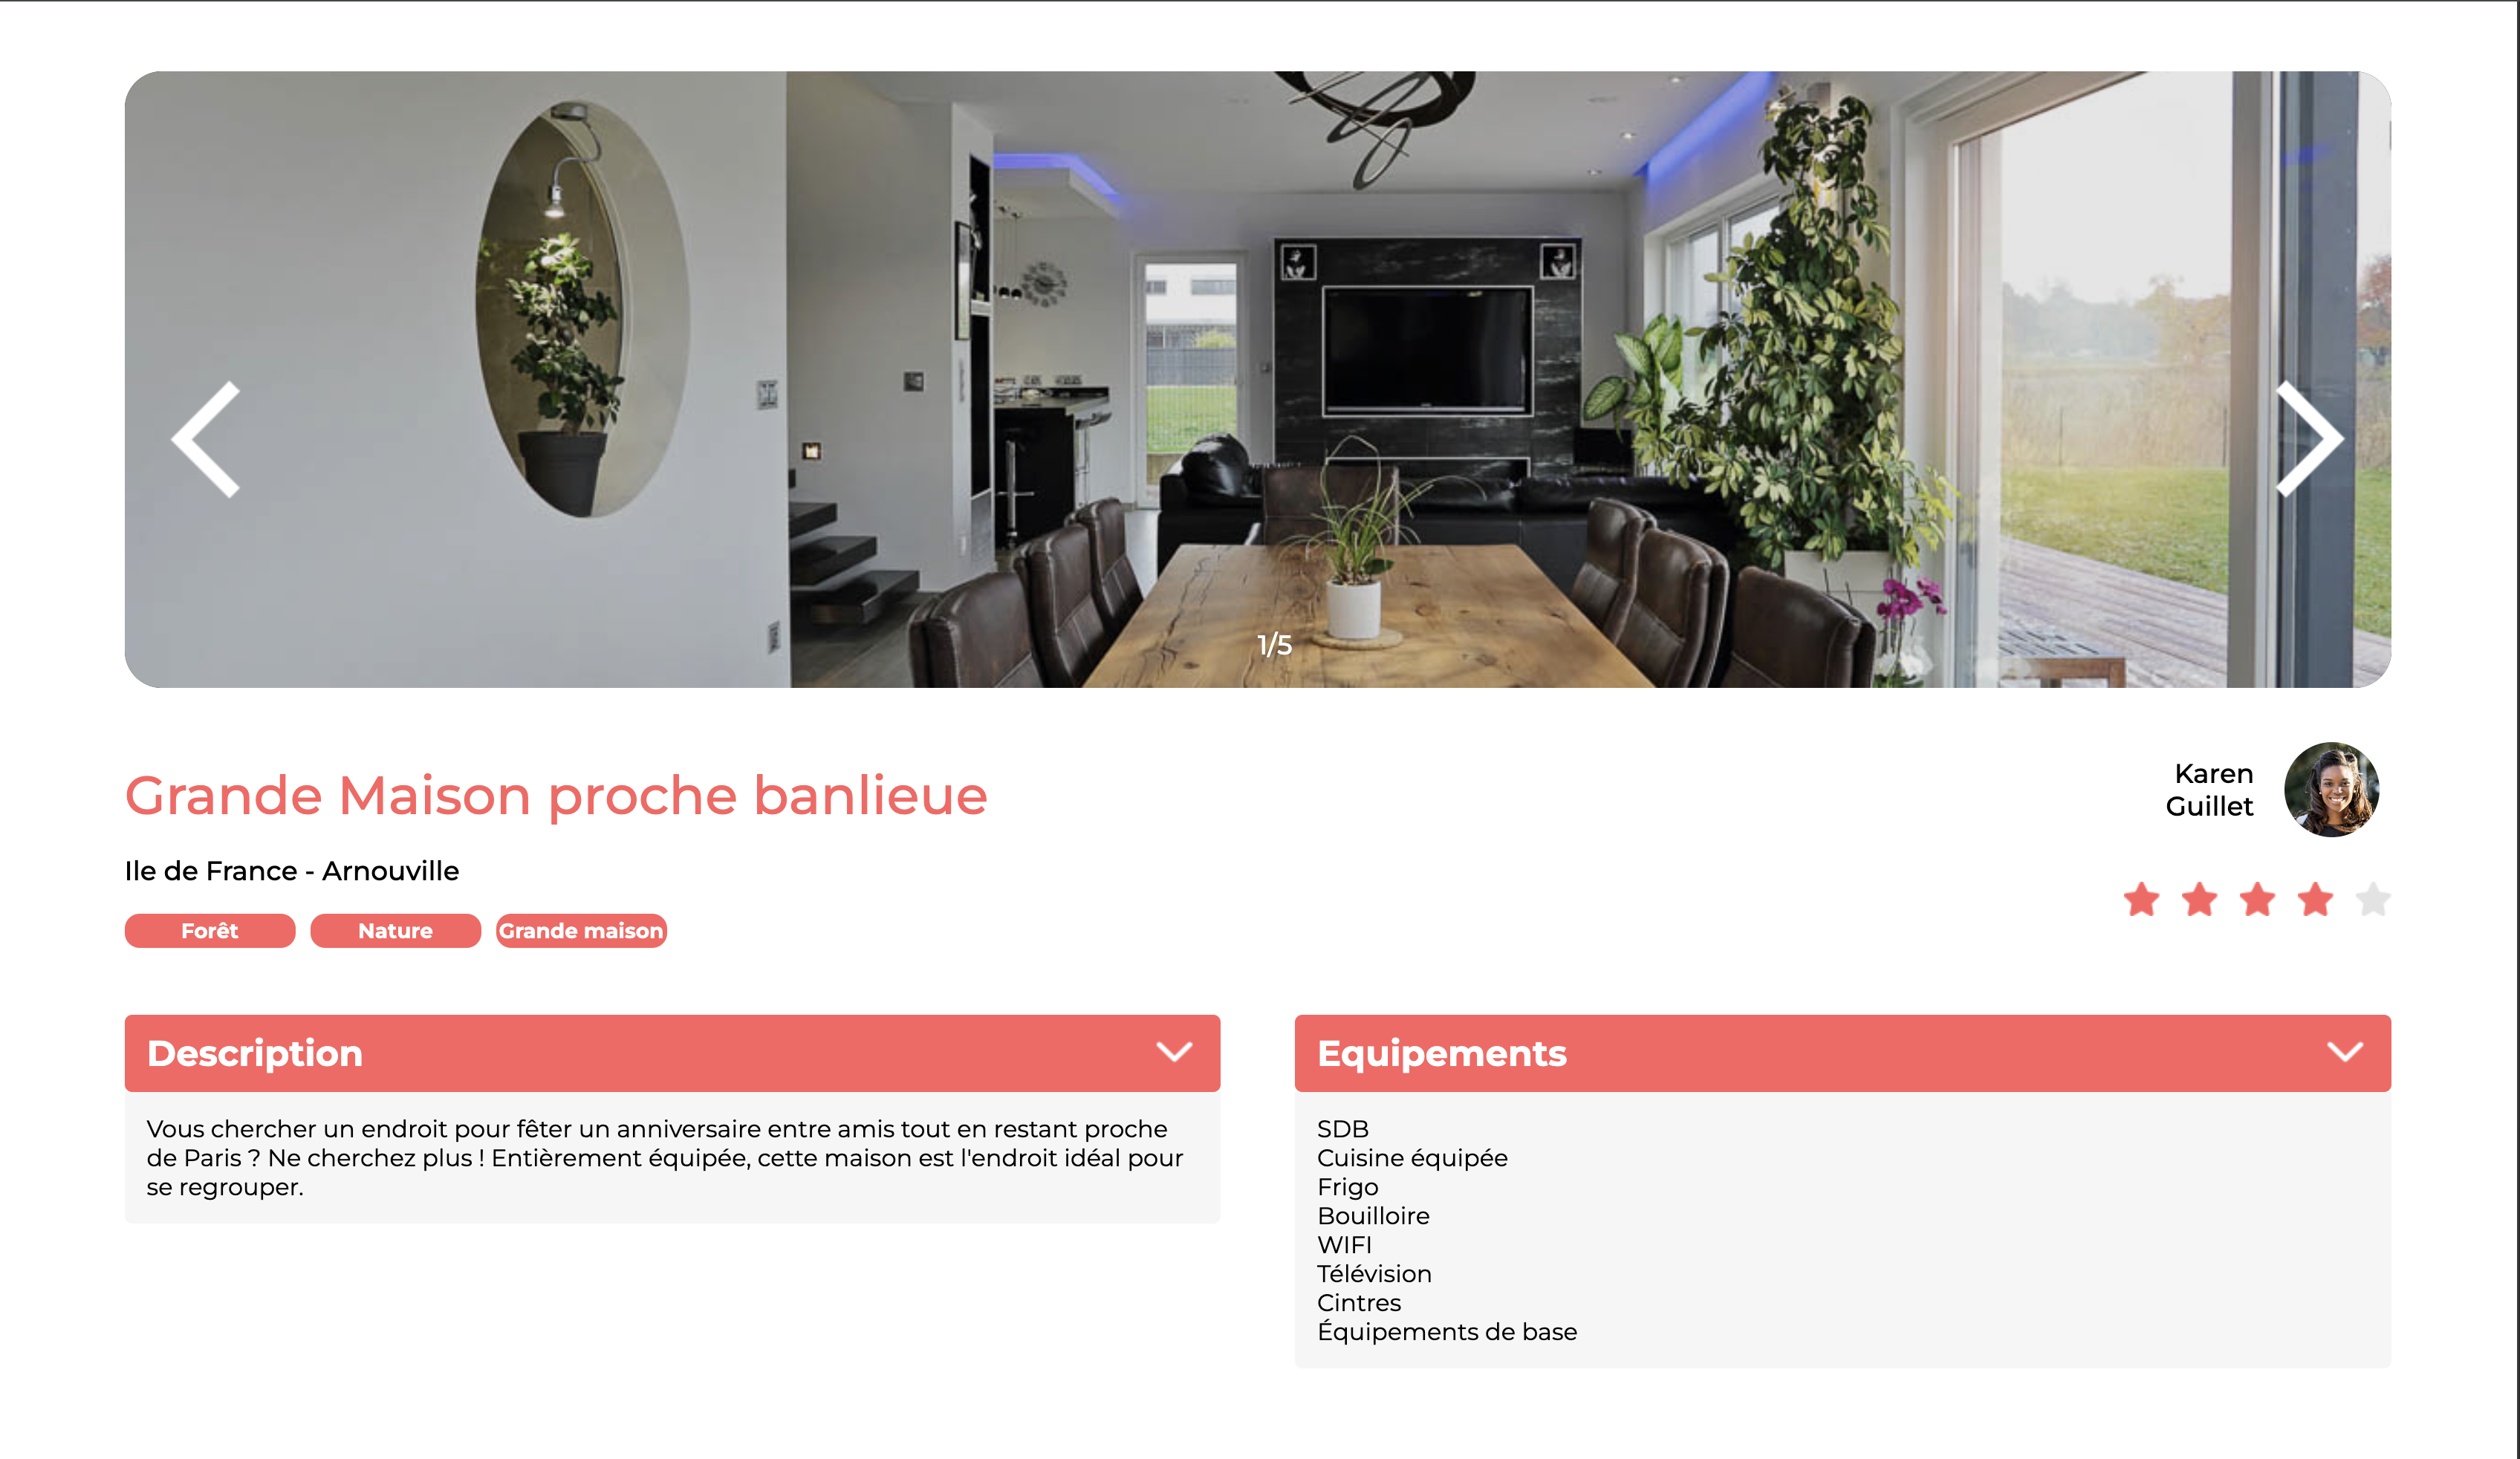 1/5
Grande Maison proche banlieue
Karen
Guillet
Ile de France - Arnouville
Forêt
Nature
Grande maison
Description
Vous chercher un endroit pour fêter un anniversaire entre amis tout en restant proche
de Paris ? Ne cherchez plus ! Entièrement équipée, cette maison est l'endroit idéal pour
se regrouper.
Equipements
SDB
Cuisine équipée
Frigo
Bouilloire
WIFI
Télévision
Cintres
Équipements de base